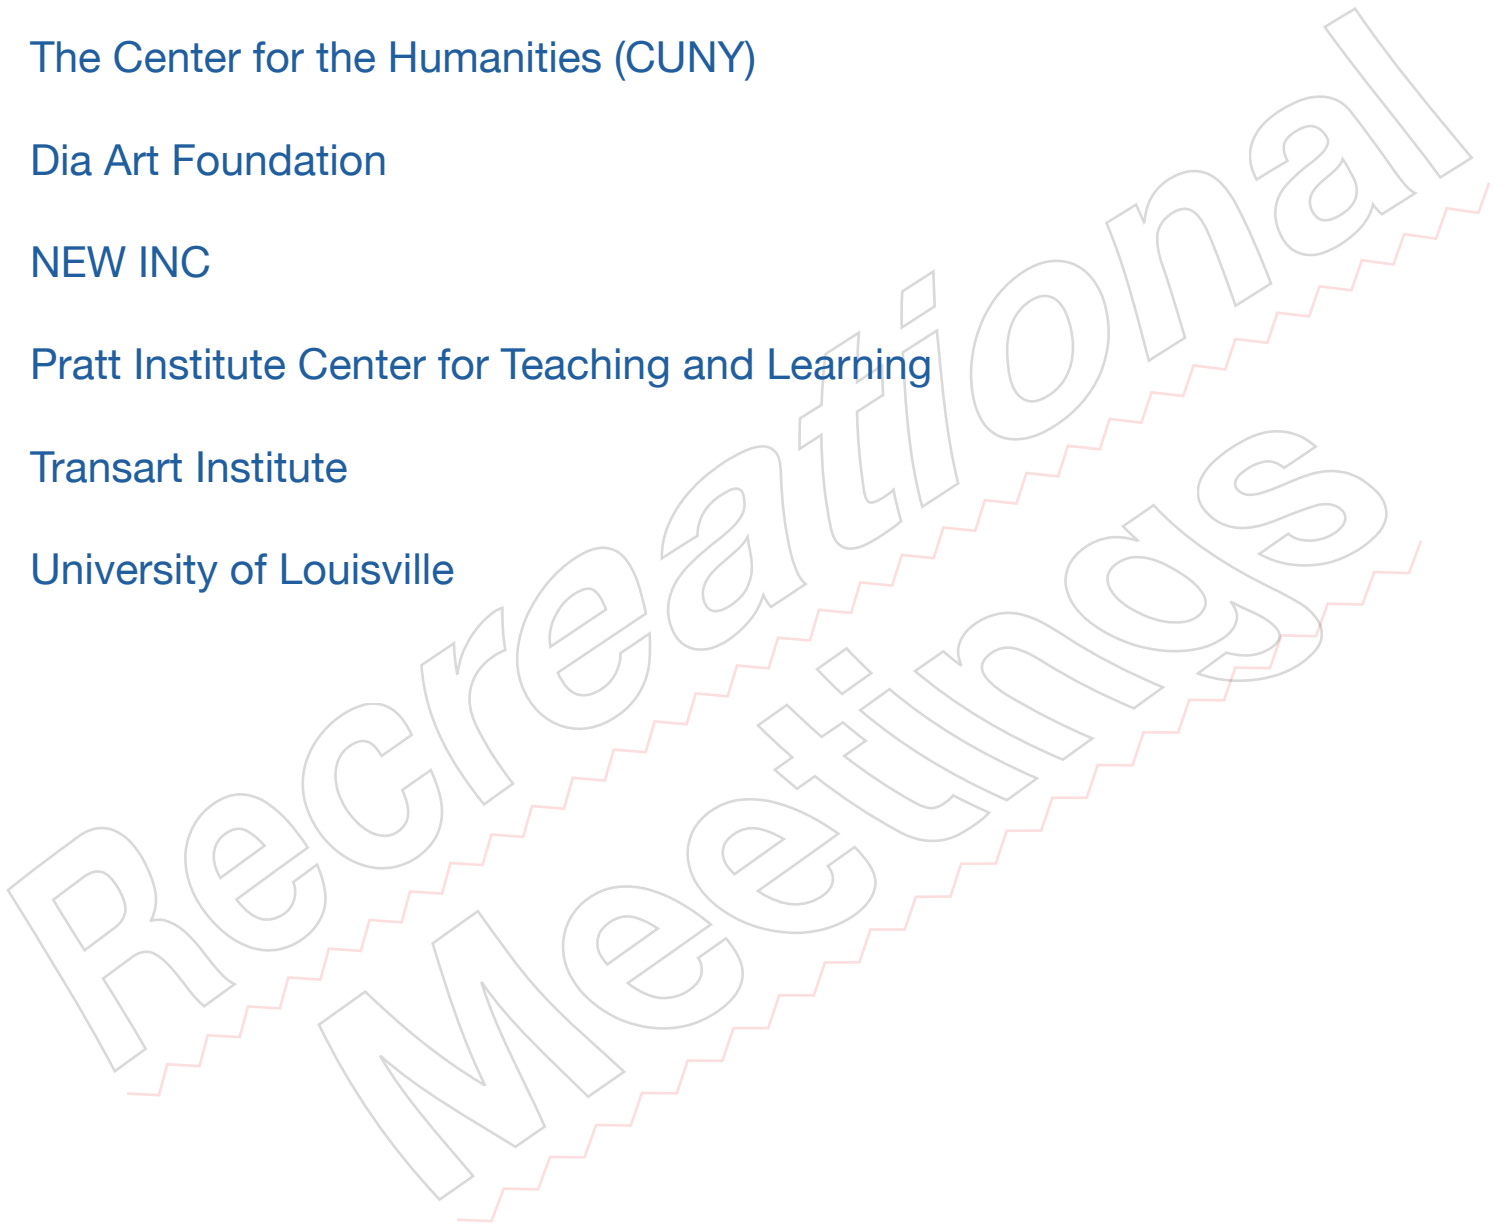 The Center for the Humanities (CUNY)
Dia Art Foundation
NEW INC
Pratt Institute Center for Teaching and Learning
Transart Institute
University of Louisville
Recreational
Meetings